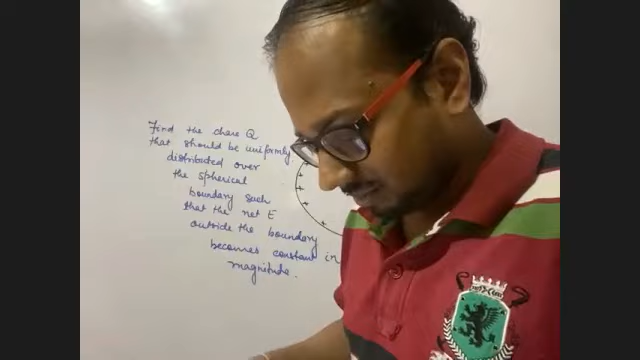 Find the chare Q
that should be uniformly
distributed over
the spherical
boundary such
that the net E
outside the boundary
becomes constant in
magnitude.